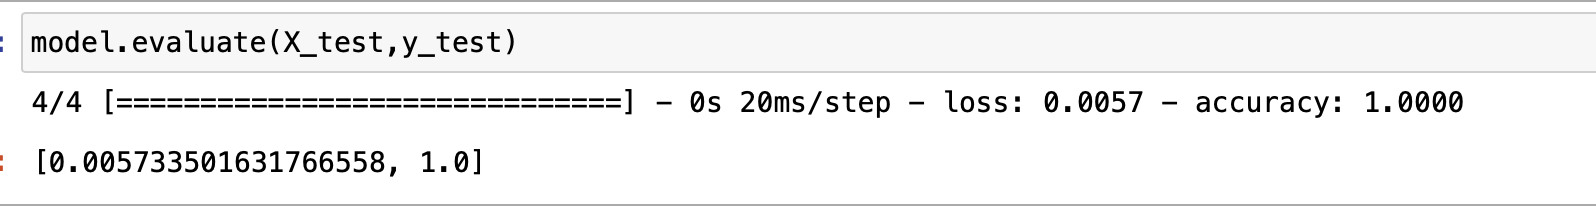 :
model.evaluate(X_test,y_test)
4/4 [==============================] - 0s 20ms/step - loss: 0.0057 - accuracy: 1.0000
:
[0.005733501631766558, 1.0]